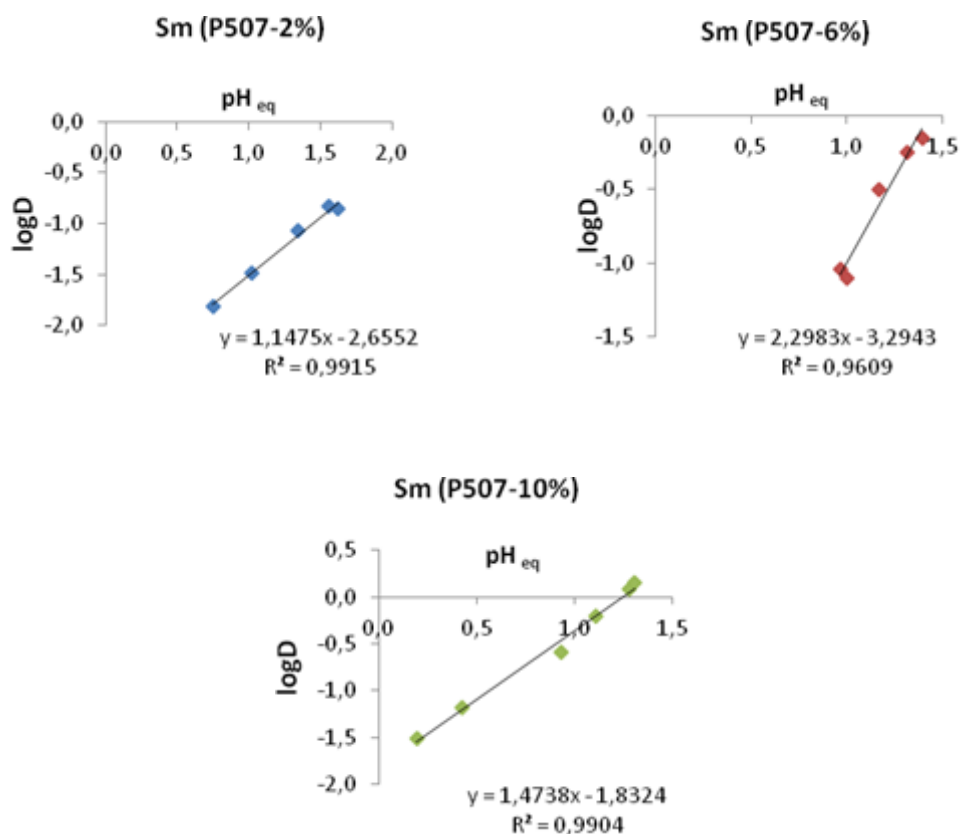 Sm (P507-2%)
pH eq
0,0
0,0 0,5 1,0 1,5 2,0
-0,5
-1,0
-1,5
-2,0
logD
y = 1,1475x - 2,6552
R² = 0,9915
Sm (P507-6%)
pH eq
0,0
0,0 0,5 1,0 1,5
-0,5
-1,0
-1,5
logD
y = 2,2983x - 3,2943
R² = 0,9609
Sm (P507-10%)
pH eq
0,5
0,0
0,0 0,5 1,0 1,5
-0,5
-1,0
-1,5
-2,0
logD
y = 1,4738x - 1,8324
R² = 0,9904